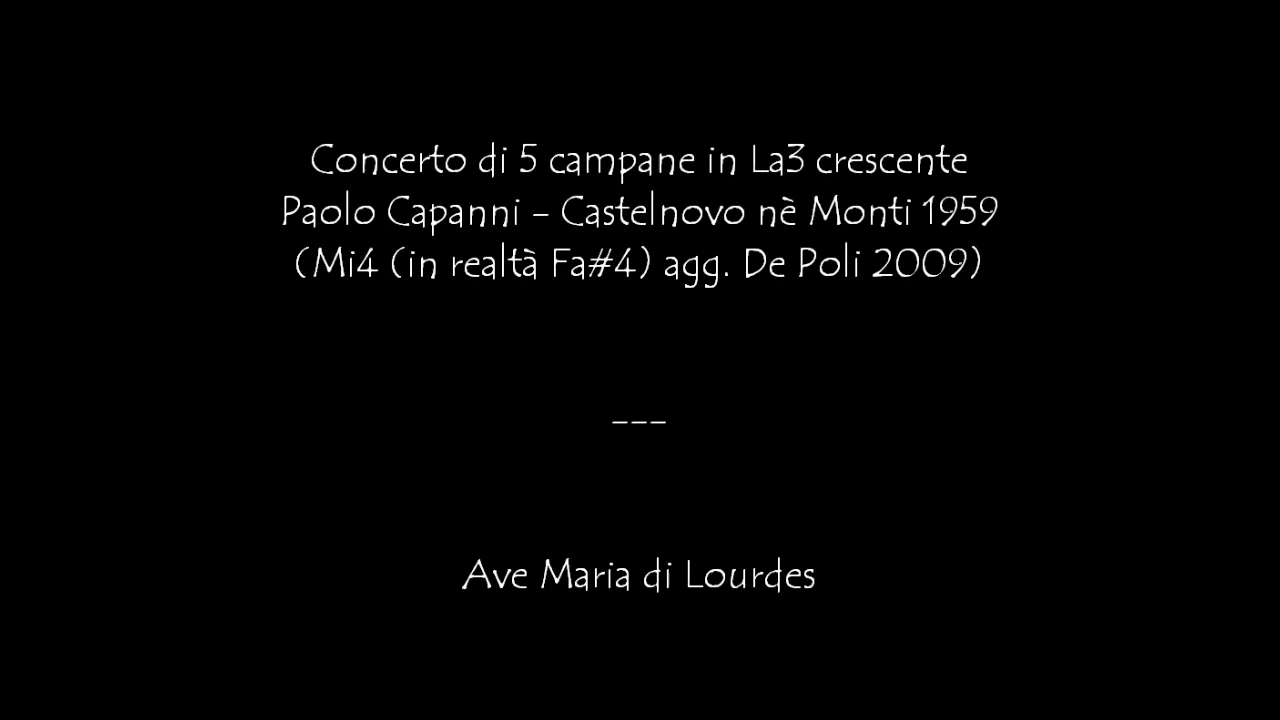 Concerto di 5 campane in La3 crescente
Paolo Capanni - Castelnovo nè Monti 1959
(Mi4 (in realtà Fa#4) agg. De Poli 2009)
---
Ave Maria di Lourdes